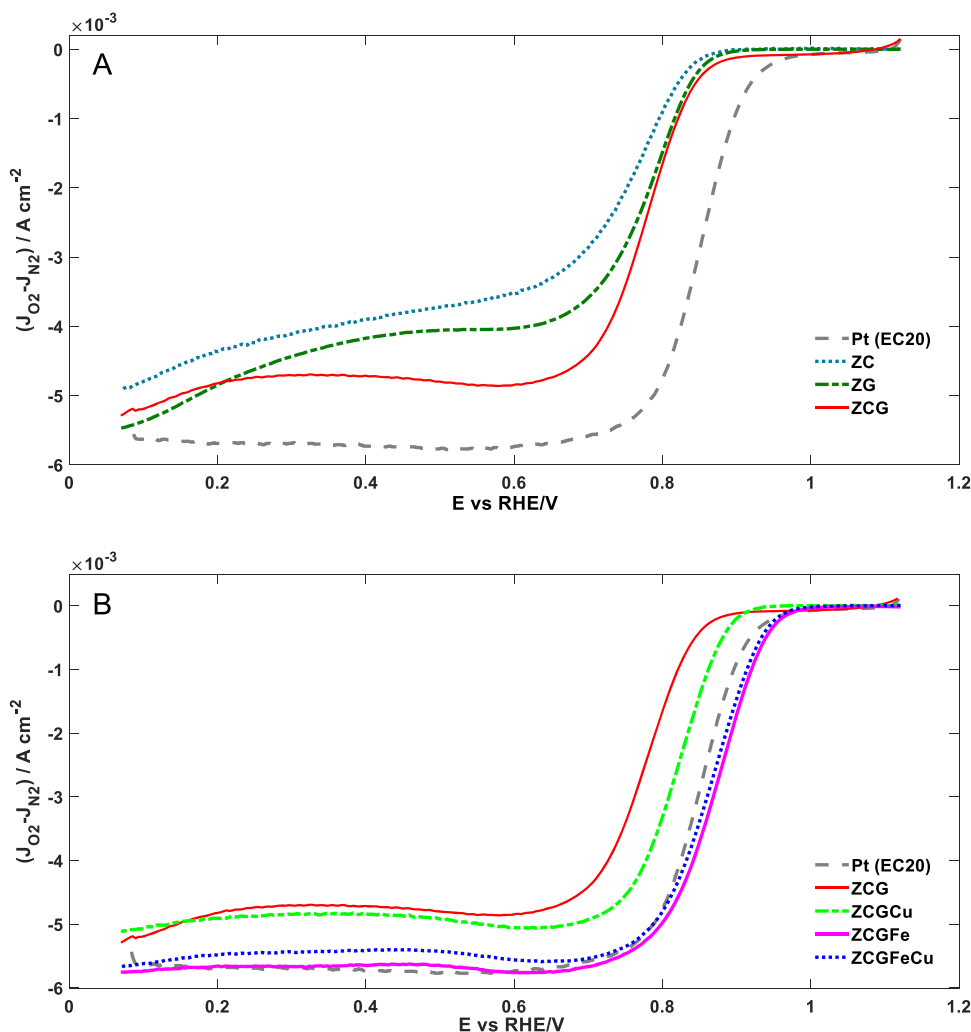 ×10⁻³
A
0
-1
-2
-3
-4
-5
-6
(J_O2-J_N2) / A cm⁻²
Pt (EC20)
ZC
ZG
ZCG
0 0.2 0.4 0.6 0.8 1 1.2
E vs RHE/V
×10⁻³
B
0
-1
-2
-3
-4
-5
-6
(J_O2-J_N2) / A cm⁻²
Pt (EC20)
ZCG
ZCGCu
ZCGFe
ZCGFeCu
0 0.2 0.4 0.6 0.8 1 1.2
E vs RHE/V